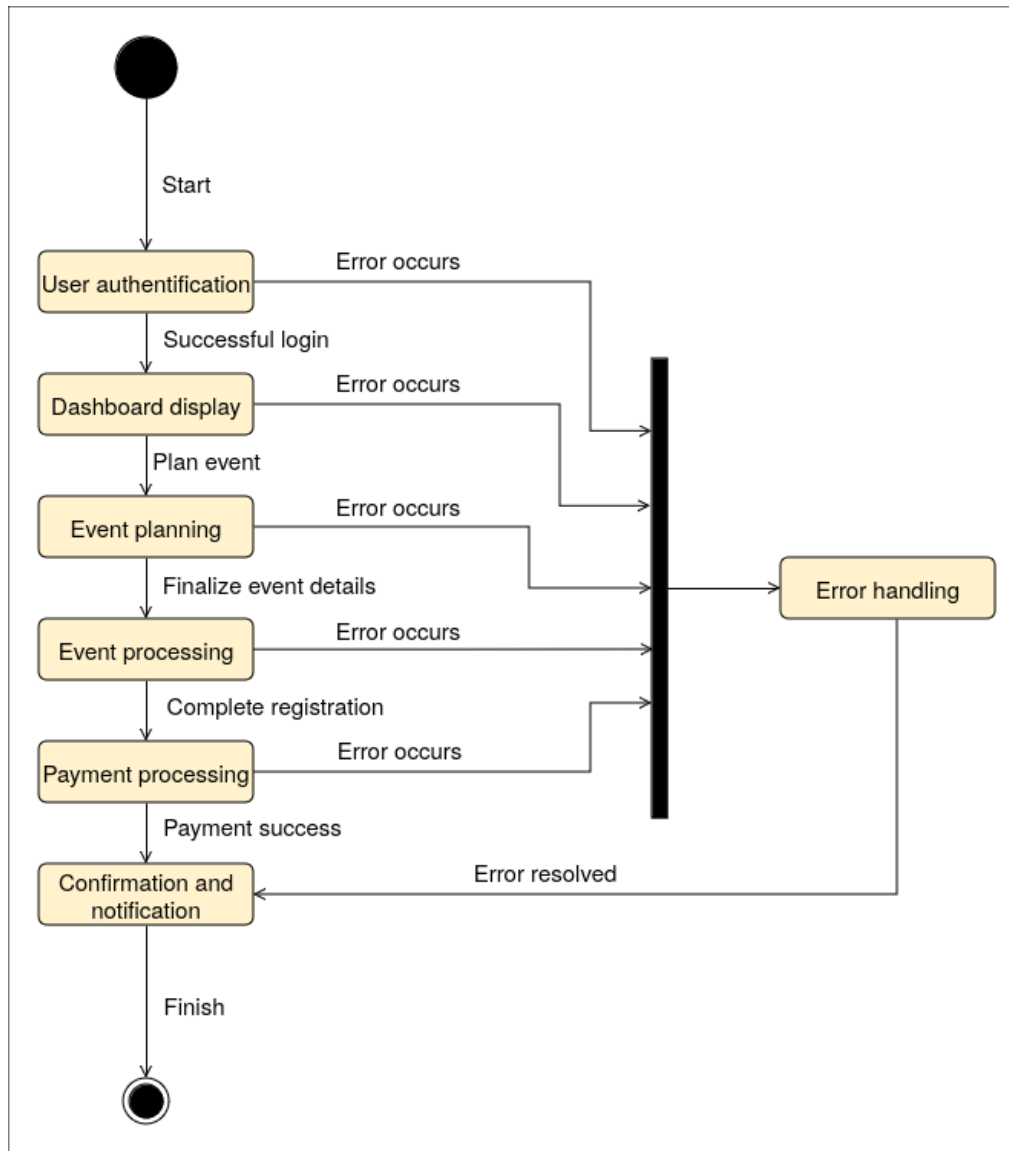 Start
Error occurs
User authentification
Successful login
Error occurs
Dashboard display
Plan event
Error occurs
Event planning
Finalize event details
Error handling
Error occurs
Event processing
Complete registration
Error occurs
Payment processing
Payment success
Error resolved
Confirmation and
notification
Finish